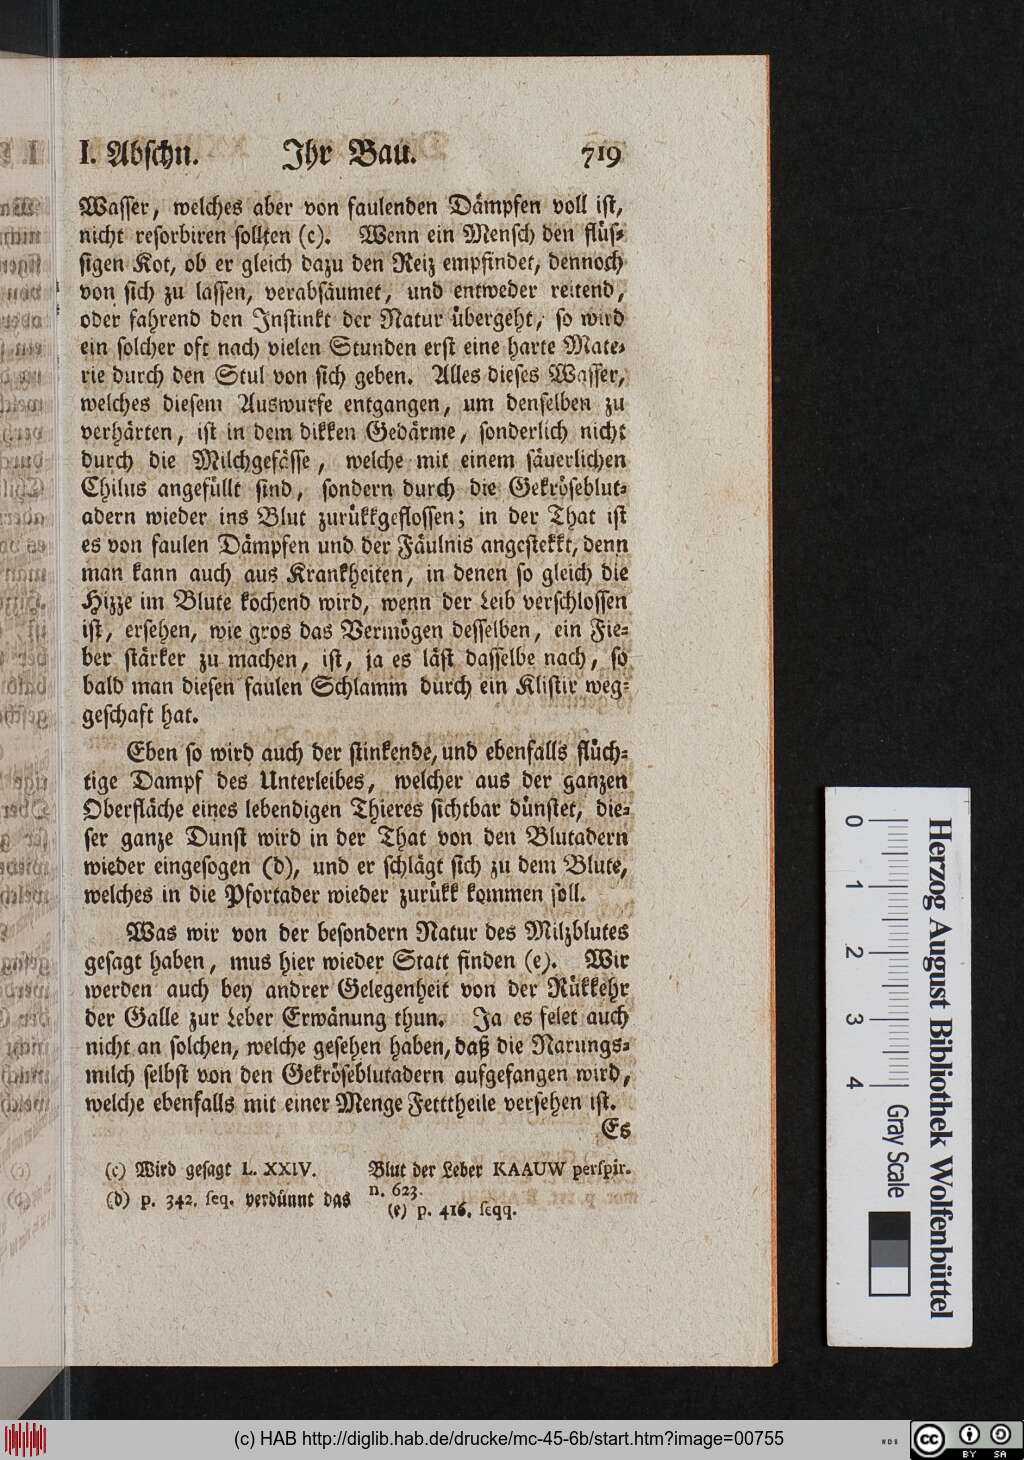 I. Abschn. Ihr Bau. 719
Wasser, welches aber von faulenden Dämpfen voll ist,
nicht resorbiren sollten (c). Wenn ein Mensch den flüs-
sigen Kot, ob er gleich dazu den Reiz empfindet, dennoch
von sich zu lassen, verabsäumet, und entweder reitend,
oder fahrend den Instinkt der Natur übergeht, so wird
ein solcher oft nach vielen Stunden erst eine harte Mate-
rie durch den Stul von sich geben. Alles dieses Wasser,
welches diesem Auswurfe entgangen, um denselben zu
verhärten, ist in dem dikken Gedärme, sonderlich nicht
durch die Milchgefässe, welche mit einem säuerlichen
Chilus angefüllt sind, sondern durch die Gekröseblut-
adern wieder ins Blut zurükkgeflossen; in der That ist
es von faulen Dämpfen und der Fäulnis angestekkt, denn
man kann auch aus Krankheiten, in denen so gleich die
Hizze im Blute kochend wird, wenn der Leib verschlossen
ist, ersehen, wie gros das Vermögen desselben, ein Fie-
ber stärker zu machen, ist, ja es läst dasselbe nach, so
bald man diesen faulen Schlamm durch ein Klistir weg-
geschaft hat.
Eben so wird auch der stinkende, und ebenfalls flüch-
tige Dampf des Unterleibes, welcher aus der ganzen
Oberfläche eines lebendigen Thieres sichtbar dünstet, die-
ser ganze Dunst wird in der That von den Blutadern
wieder eingesogen (d), und er schlägt sich zu dem Blute,
welches in die Pfortader wieder zurükk kommen soll.
Was wir von der besondern Natur des Milzblutes
gesagt haben, mus hier wieder Statt finden (e). Wir
werden auch bey andrer Gelegenheit von der Rükkehr
der Galle zur Leber Erwänung thun. Ja es felet auch
nicht an solchen, welche gesehen haben, daß die Narungs-
milch selbst von den Gekröseblutadern aufgefangen wird,
welche ebenfalls mit einer Menge Fetttheile versehen ist.
Es
(c) Wird gesagt L. XXIV.
(d) p. 342. seq. verdünnt das
Blut der Leber KAAUW perspir.
n. 623.
(e) p. 416. seqq.
0 1 2 3 4
Gray Scale
Herzog August Bibliothek Wolfenbüttel
(c) HAB http://diglib.hab.de/drucke/mc-45-6b/start.htm?image=00755
cc BY SA